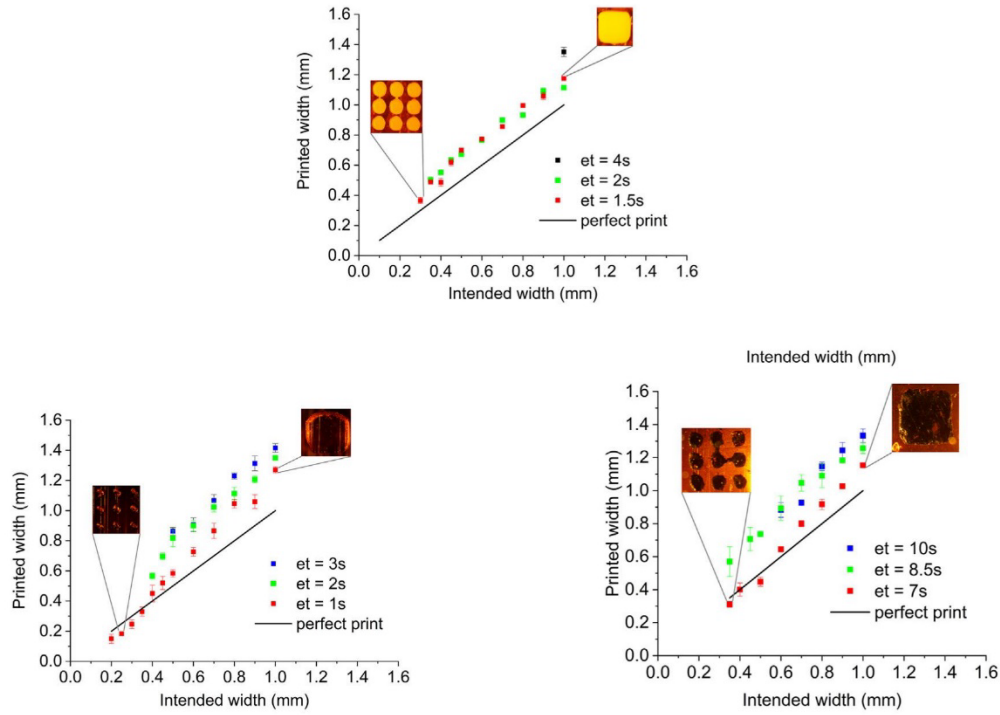 1.6
1.4
1.2
1.0
0.8
0.6
0.4
0.2
0.0
Printed width (mm)
et = 4s
et = 2s
et = 1.5s
perfect print
0.0 0.2 0.4 0.6 0.8 1.0 1.2 1.4 1.6
Intended width (mm)
1.6
1.4
1.2
1.0
0.8
0.6
0.4
0.2
0.0
Printed width (mm)
et = 3s
et = 2s
et = 1s
perfect print
0.0 0.2 0.4 0.6 0.8 1.0 1.2 1.4 1.6
Intended width (mm)
Intended width (mm)
1.6
1.4
1.2
1.0
0.8
0.6
0.4
0.2
0.0
Printed width (mm)
et = 10s
et = 8.5s
et = 7s
perfect print
0.0 0.2 0.4 0.6 0.8 1.0 1.2 1.4 1.6
Intended width (mm)